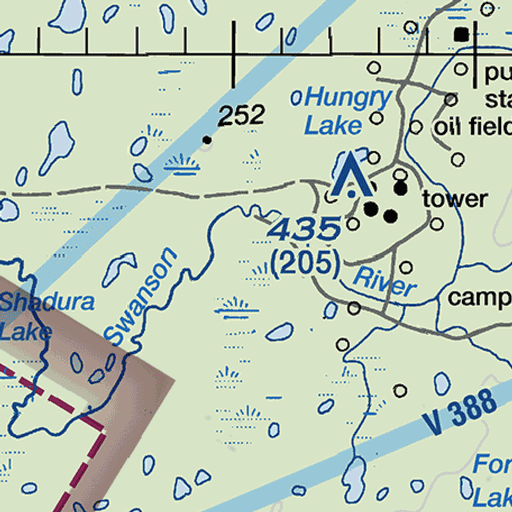 252
Hungry
Lake
oil field
tower
435
(205)
River
Swanson
Shadura
Lake
camp
V 388